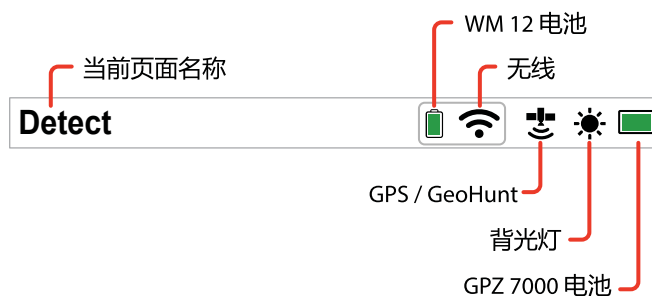 WM 12 电池
当前页面名称
无线
Detect
GPS / GeoHunt
背光灯
GPZ 7000 电池